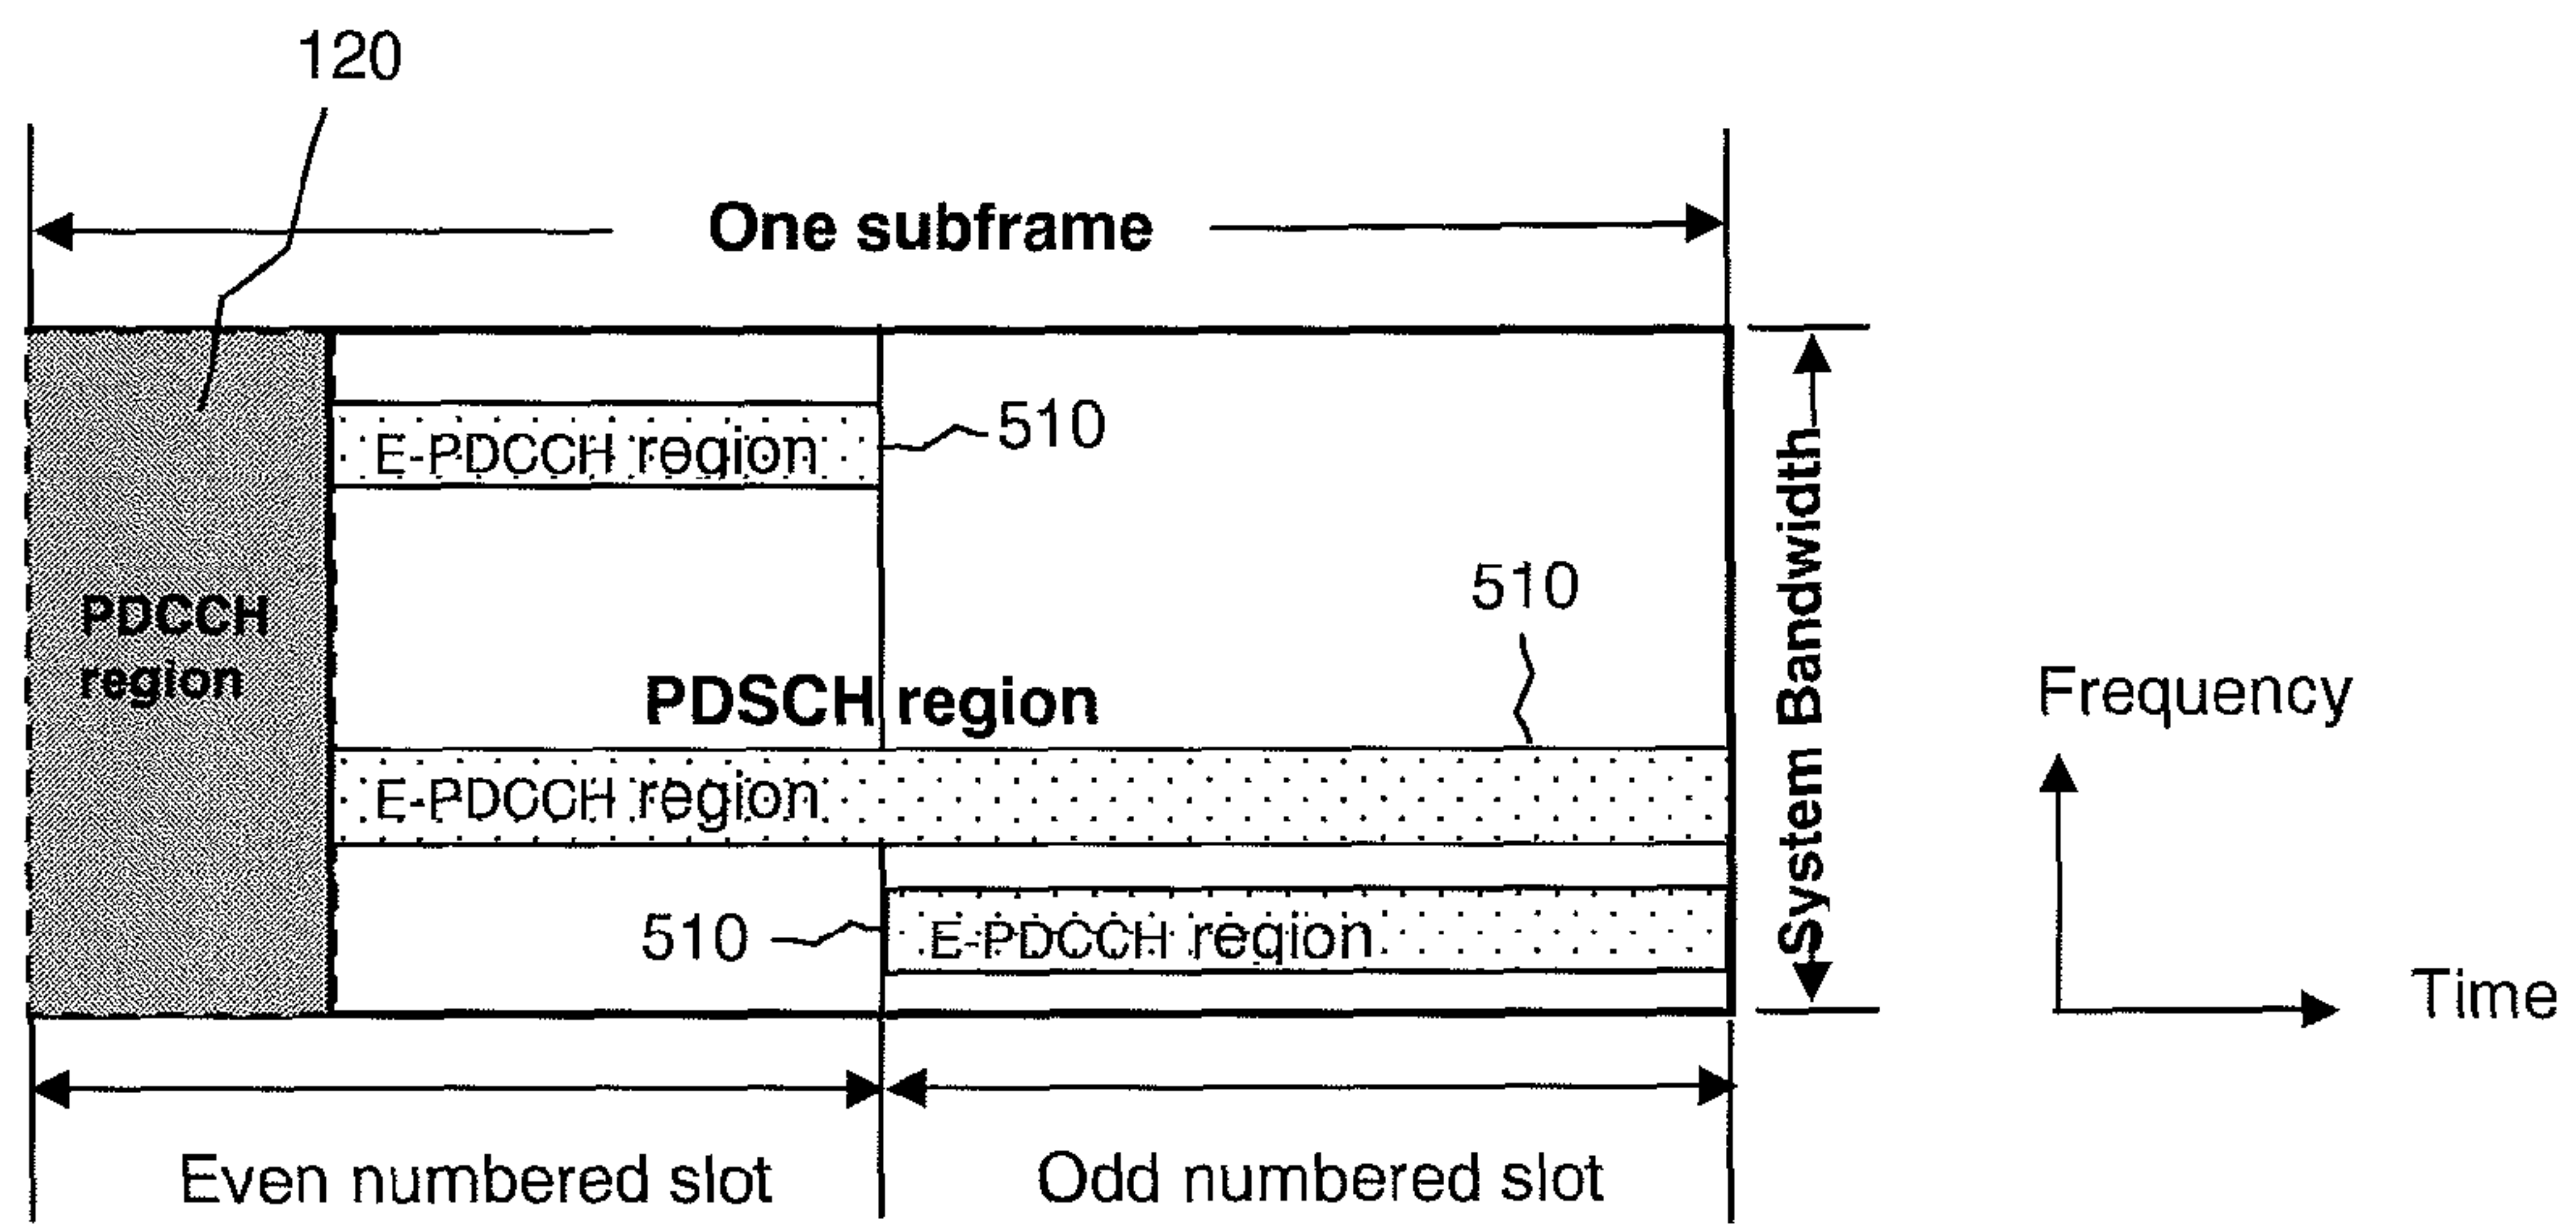 120
One subframe
E-PDCCH region
510
PDCCH
region
510
PDSCH region
E-PDCCH region
510
E-PDCCH region
System Bandwidth
Frequency
Time
Even numbered slot
Odd numbered slot